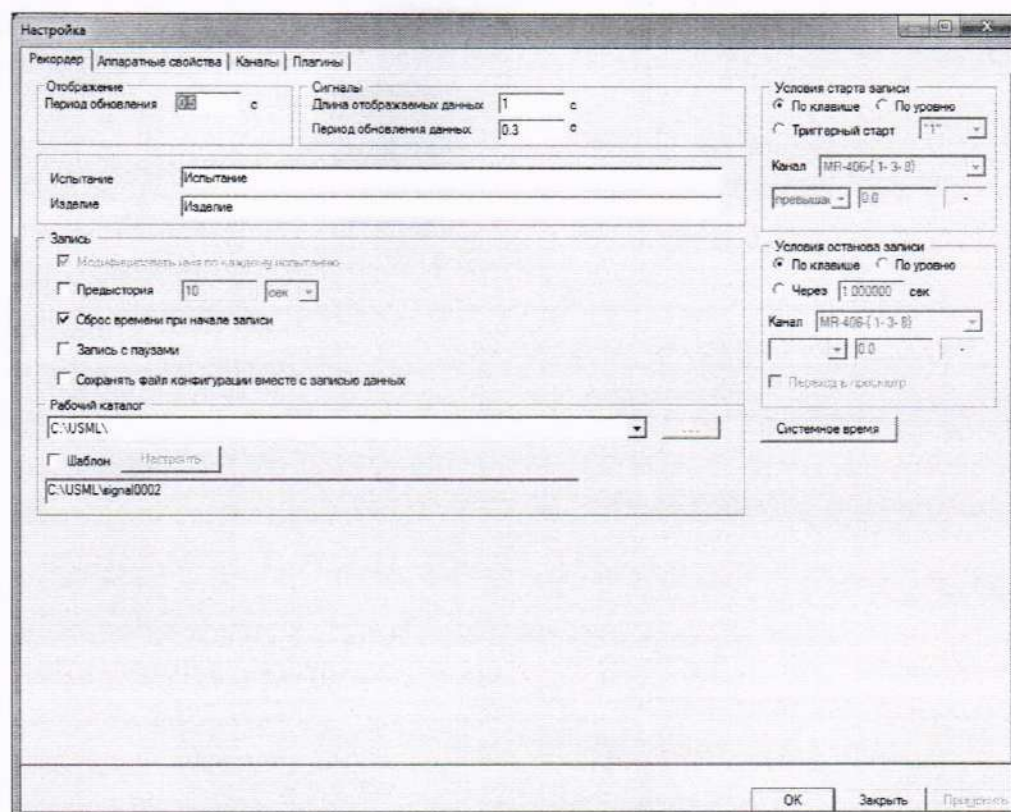 Настройка
Рекордер Аппаратные свойства Каналы Плагины
Отображение
Период обновления с
Сигналы
Длина отображаемых данных 1 с
Период обновления данных 0.3 с
Испытание Испытание
Изделие Изделие
Запись
Модифицировать имя по каждому испытанию
Предыстория 10 сек
Сброс времени при начале записи
Запись с паузами
Сохранять файл конфигурации вместе с записью данных
Рабочий каталог
C:\USML\ ...
Шаблон Настроить
C:\USML\signal0002
Условия старта записи
По клавише По уровню
Триггерный старт "1"
Канал MR-406-{ 1- 3- 8}
превышає 0.0 -
Условия останова записи
По клавише По уровню
Через 1.000000 сек
Канал MR-406-{ 1- 3- 8}
0.0 -
Переход в просмотр
Системное время
OK Закрыть Применить